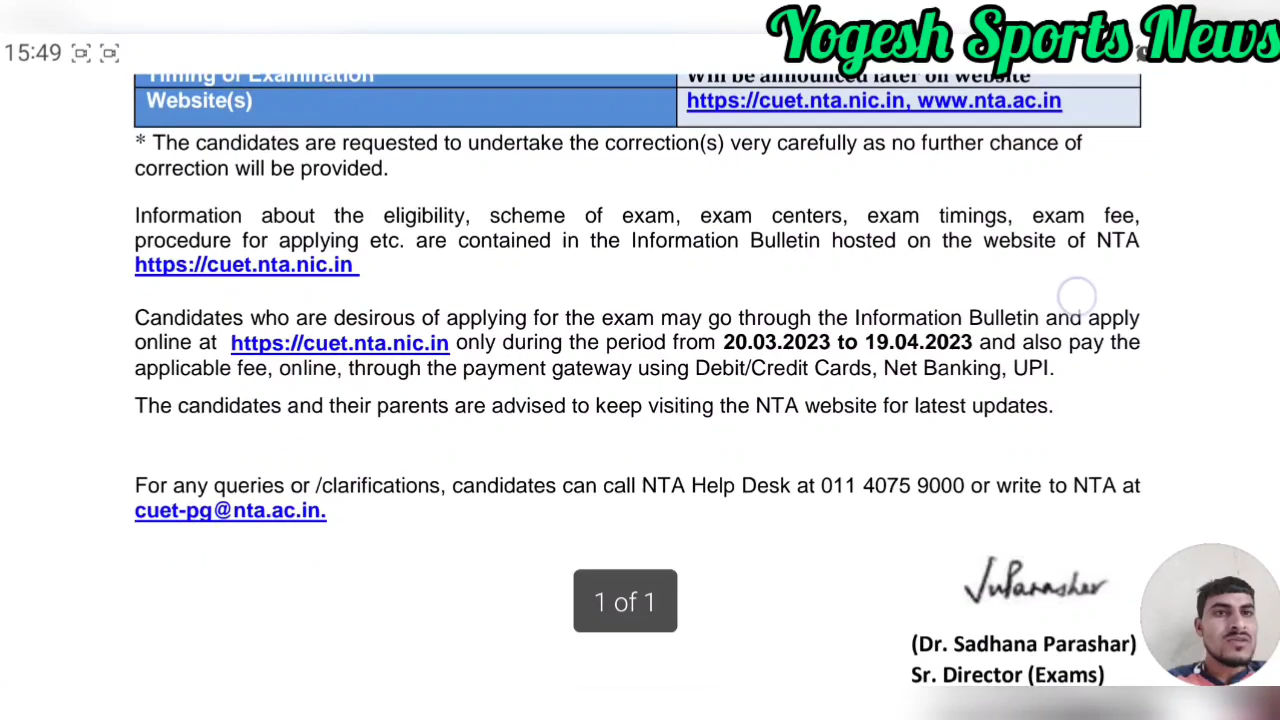 Yogesh Sports News
15:49
Timing of Examination Will be announced later on website
Website(s) https://cuet.nta.nic.in, www.nta.ac.in
* The candidates are requested to undertake the correction(s) very carefully as no further chance of
correction will be provided.
Information about the eligibility, scheme of exam, exam centers, exam timings, exam fee,
procedure for applying etc. are contained in the Information Bulletin hosted on the website of NTA
https://cuet.nta.nic.in
Candidates who are desirous of applying for the exam may go through the Information Bulletin and apply
online at https://cuet.nta.nic.in only during the period from 20.03.2023 to 19.04.2023 and also pay the
applicable fee, online, through the payment gateway using Debit/Credit Cards, Net Banking, UPI.
The candidates and their parents are advised to keep visiting the NTA website for latest updates.
For any queries or /clarifications, candidates can call NTA Help Desk at 011 4075 9000 or write to NTA at
cuet-pg@nta.ac.in.
1 of 1
(Dr. Sadhana Parashar)
Sr. Director (Exams)